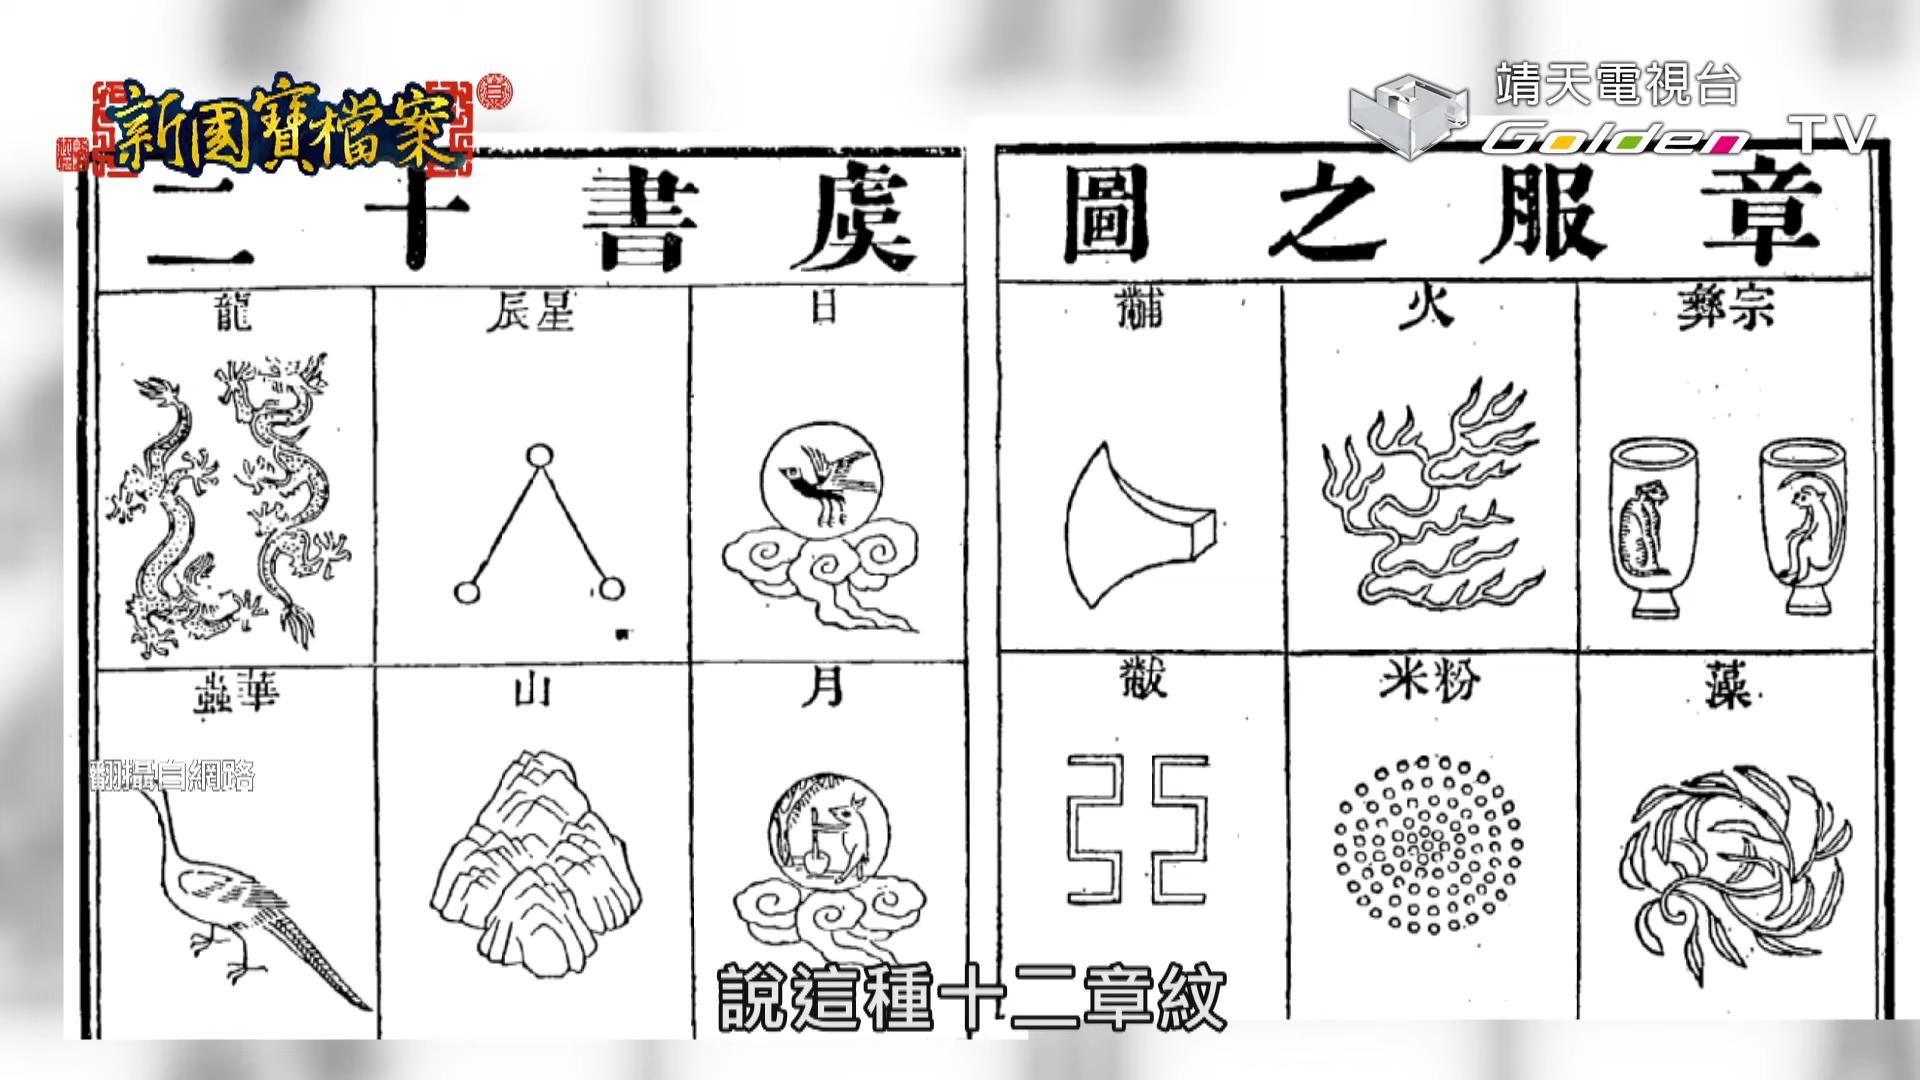 新國寶檔案
靖天電視台
Golden TV
虞書十二
章服之圖
日
星辰
龍
月
山
華蟲
宗彝
火
黼
藻
粉米
黻
翻攝自網路
說這種十二章紋